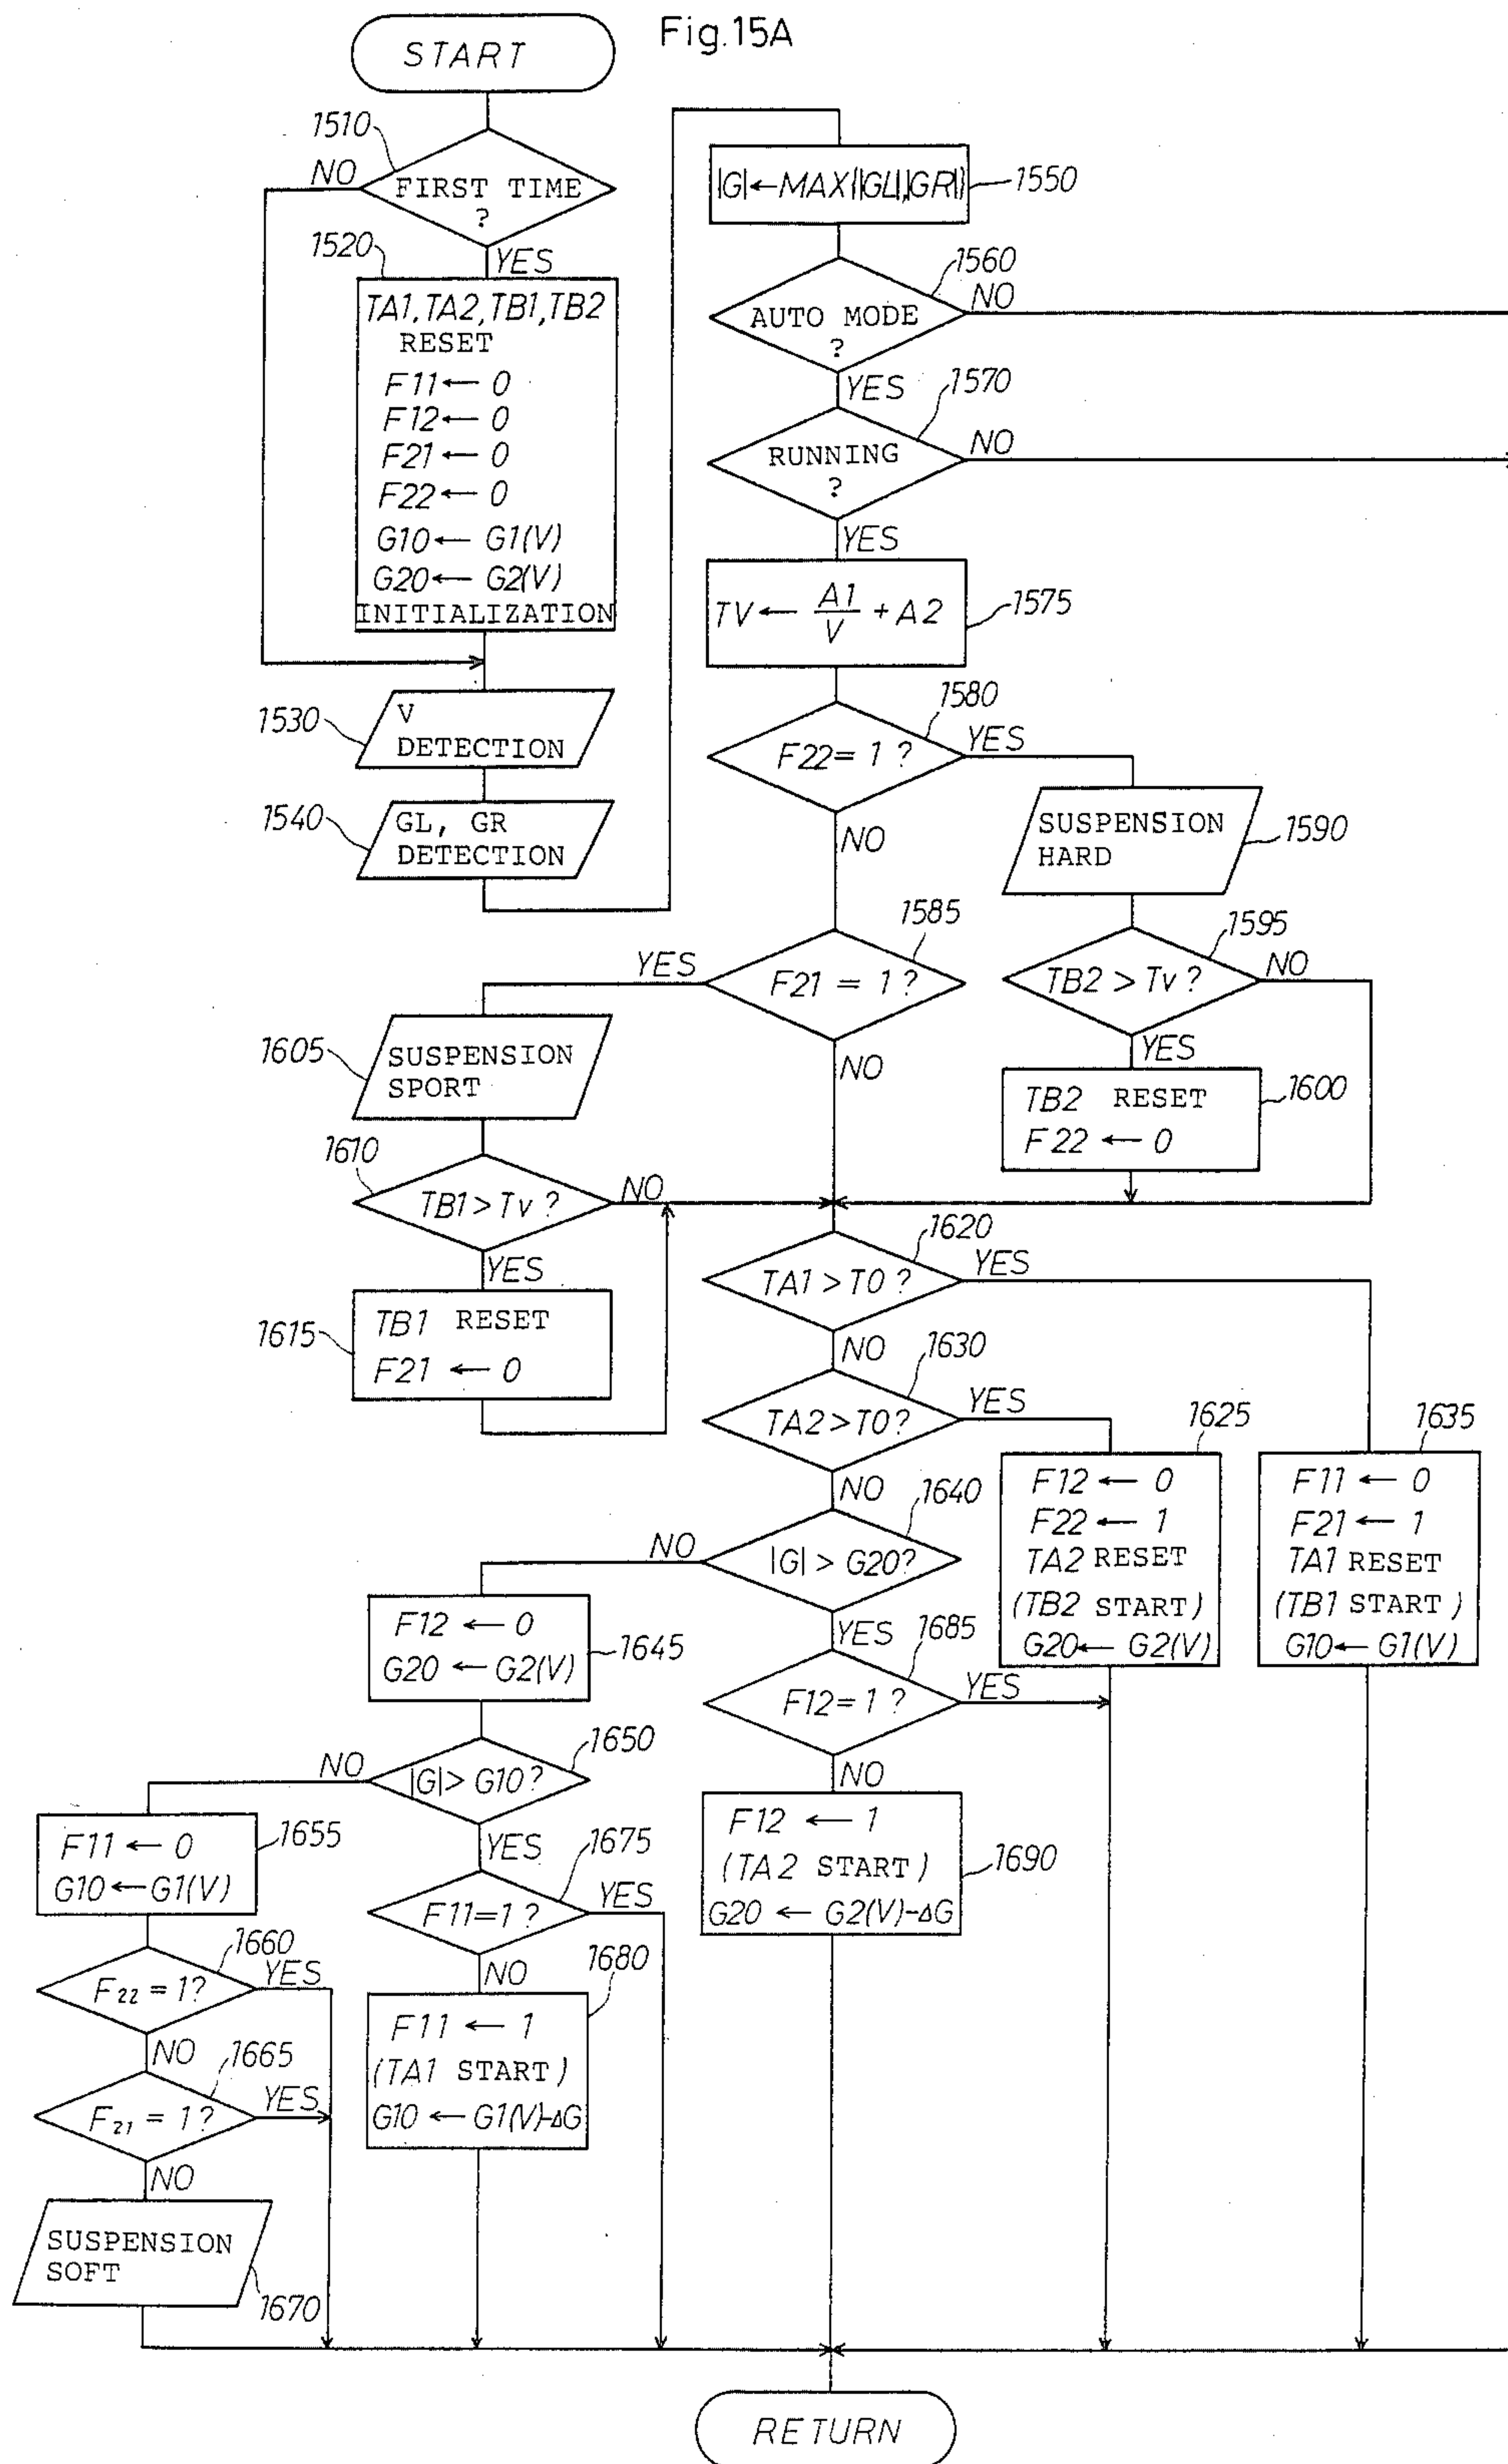 Fig.15A
START
1510
NO
FIRST TIME
?
YES
1520
TA1,TA2,TB1,TB2
RESET
F11 ← 0
F12 ← 0
F21 ← 0
F22 ← 0
G10 ← G1(V)
G20 ← G2(V)
INITIALIZATION
1530
V
DETECTION
1540
GL, GR
DETECTION
|G|←MAX{|GL|,|GR|}
1550
1560
AUTO MODE
?
NO
YES
1570
RUNNING
?
NO
YES
TV ← A1/V + A2
1575
1580
F22= 1 ?
YES
NO
SUSPENSION
HARD
1590
1585
YES
F21 = 1 ?
NO
1595
TB2 > Tv ?
NO
YES
TB2 RESET
F22 ← 0
1600
1605
SUSPENSION
SPORT
1610
TB1 > Tv ?
NO
YES
1615
TB1 RESET
F21 ← 0
1620
TA1 > T0 ?
YES
NO
1630
TA2 > T0?
YES
NO
1625
F12 ← 0
F22 ← 1
TA2 RESET
(TB2 START)
G20← G2(V)
1635
F11 ← 0
F21 ← 1
TA1 RESET
(TB1 START)
G10← G1(V)
1640
NO
|G| > G20?
YES
F12 ← 0
G20 ← G2(V)
1645
1685
F12= 1 ?
YES
NO
1650
NO
|G|> G10?
YES
F12 ← 1
(TA2 START)
G20 ← G2(V)-ΔG
1690
F11 ← 0
G10←G1(V)
1655
1675
F11=1 ?
YES
NO
1660
F22 = 1?
YES
NO
1680
F11 ← 1
(TA1 START)
G10 ← G1(V)-ΔG
1665
F21 = 1?
YES
NO
SUSPENSION
SOFT
1670
RETURN